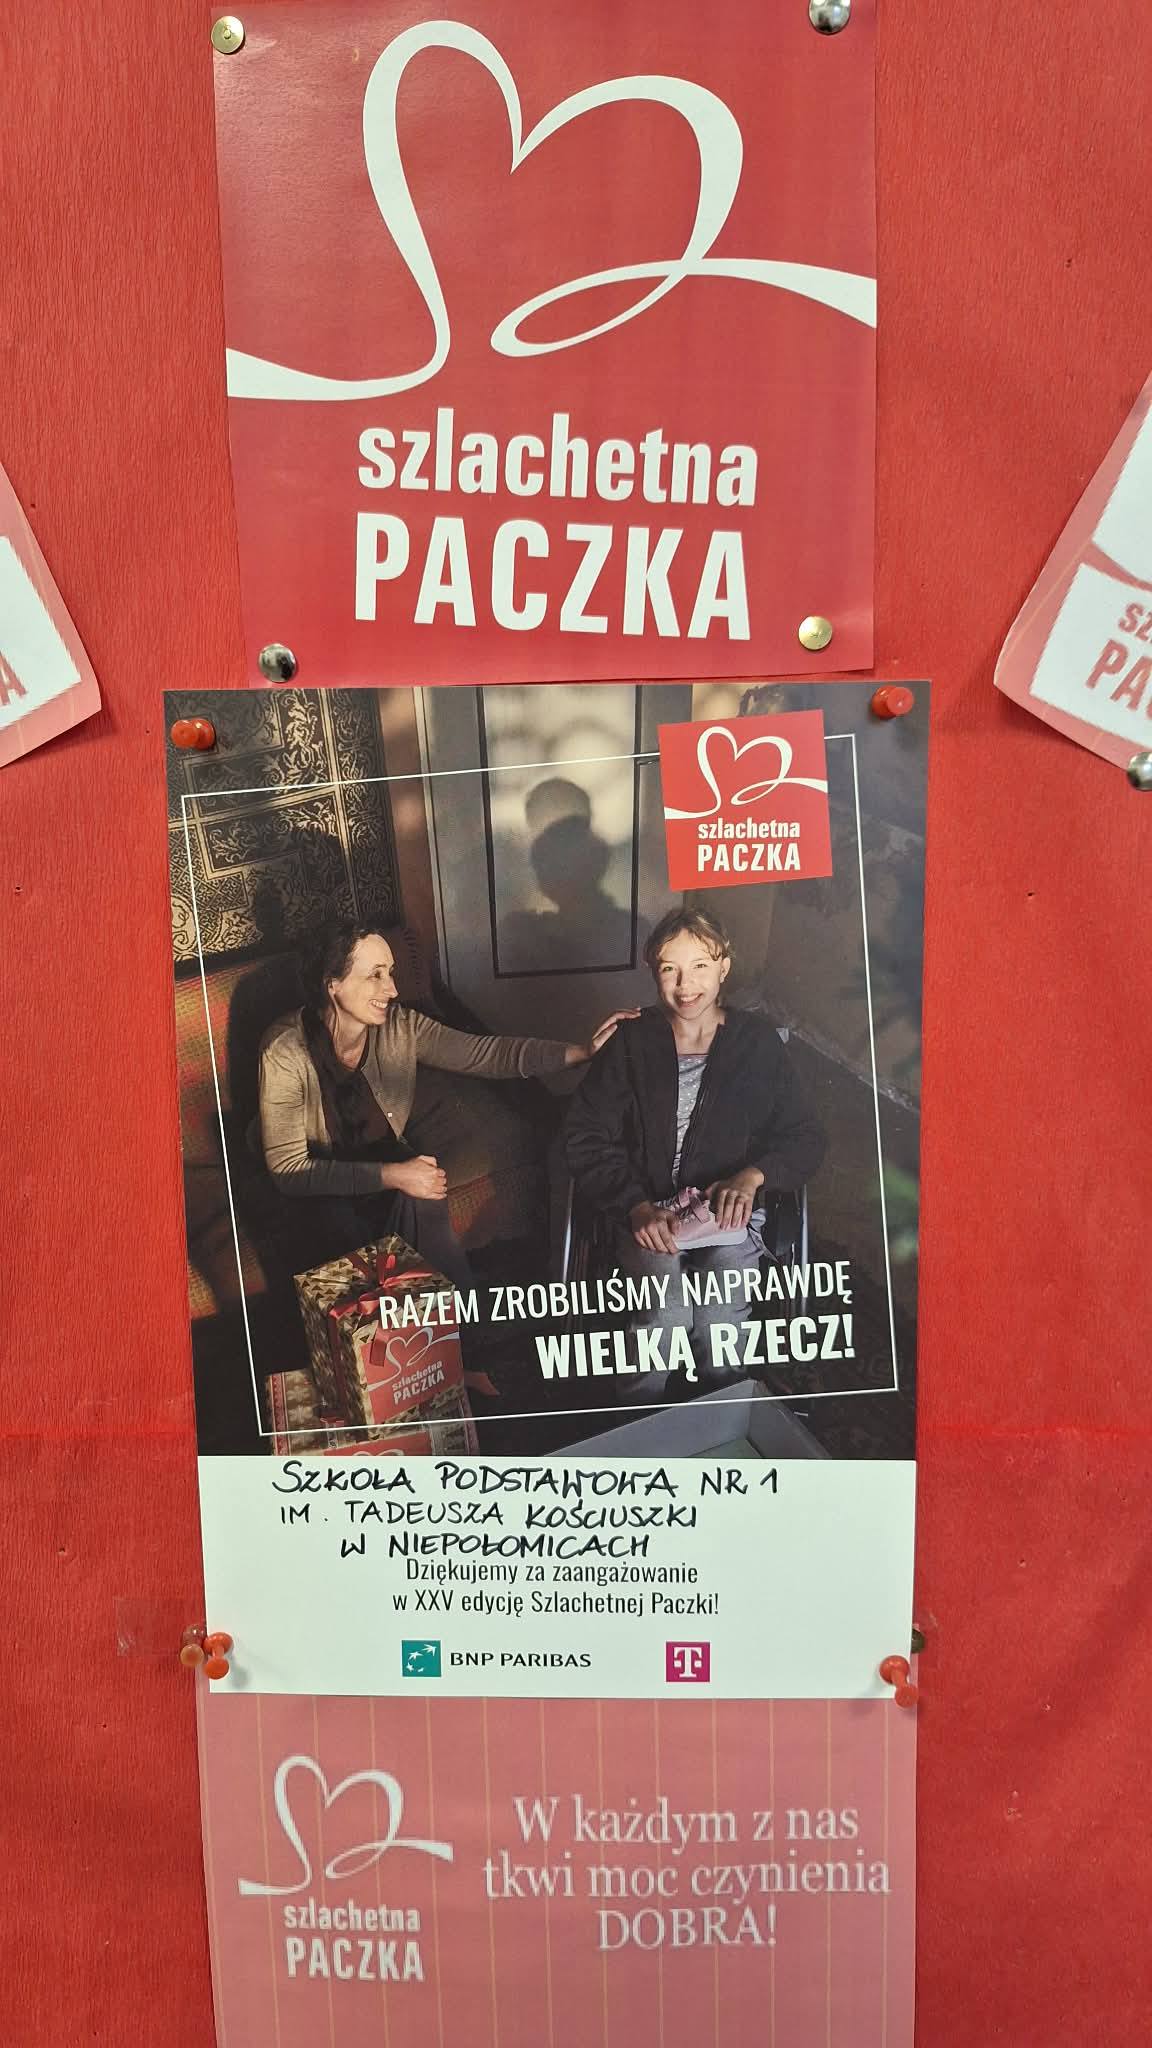 szlachetna
PACZKA
szlachetna
PACZKA
RAZEM ZROBILIŚMY NAPRAWDĘ
WIELKĄ RZECZ!
szlachetna
PACZKA
SZKOŁA PODSTAWOWA NR 1
IM. TADEUSZA KOŚCIUSZKI
W NIEPOŁOMICACH
Dziękujemy za zaangażowanie
w XXV edycję Szlachetnej Paczki!
BNP PARIBAS
T
W każdym z nas
tkwi moc czynienia
DOBRA!
szlachetna
PACZKA